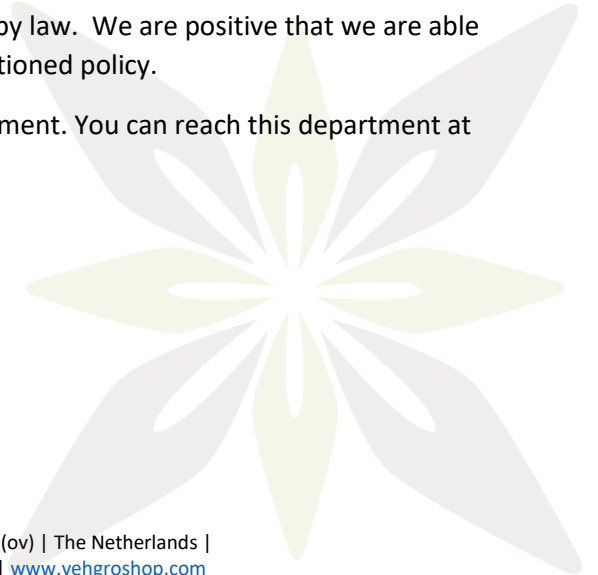 by law.  We are positive that we are able
tioned policy.
ment. You can reach this department at
(ov) | The Netherlands |
| www.vehgroshop.com